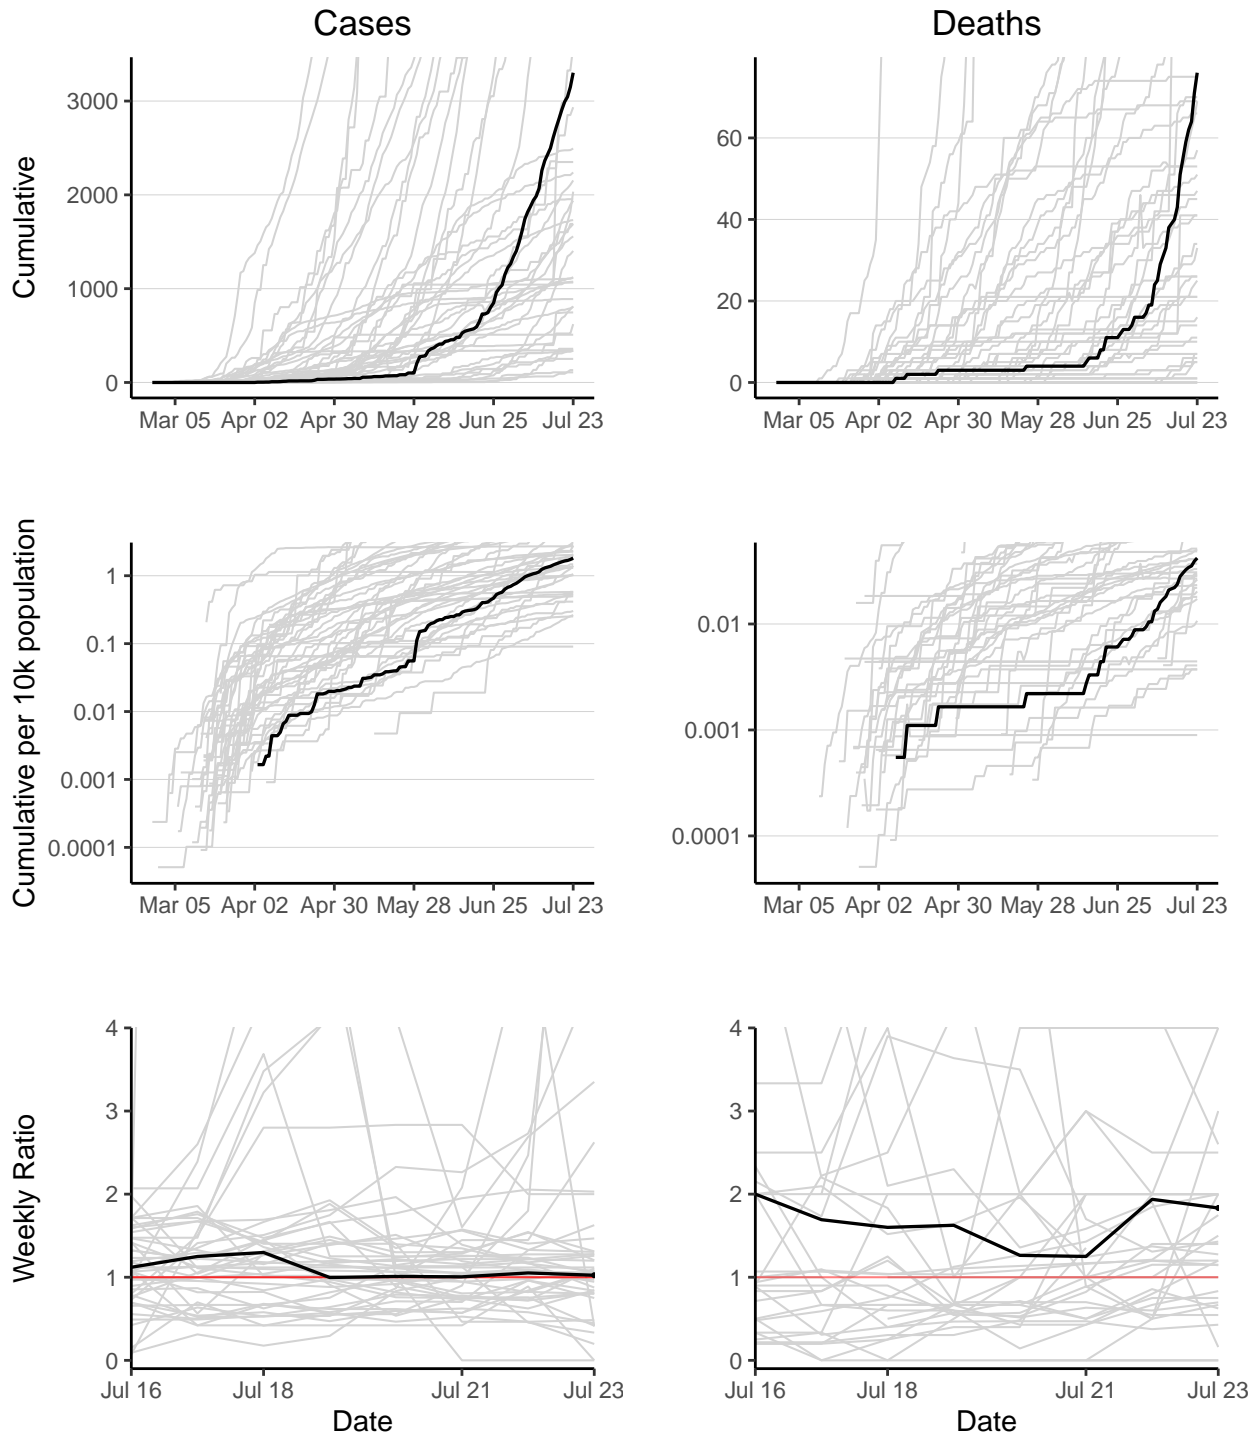 Cases
Deaths
Cumulative
3000
2000
1000
0
Mar 05 Apr 02 Apr 30 May 28 Jun 25 Jul 23
60
40
20
0
Mar 05 Apr 02 Apr 30 May 28 Jun 25 Jul 23
Cumulative per 10k population
1
0.1
0.01
0.001
0.0001
Mar 05 Apr 02 Apr 30 May 28 Jun 25 Jul 23
0.01
0.001
0.0001
Mar 05 Apr 02 Apr 30 May 28 Jun 25 Jul 23
Weekly Ratio
4
3
2
1
0
Jul 16 Jul 18 Jul 21 Jul 23
Date
4
3
2
1
0
Jul 16 Jul 18 Jul 21 Jul 23
Date